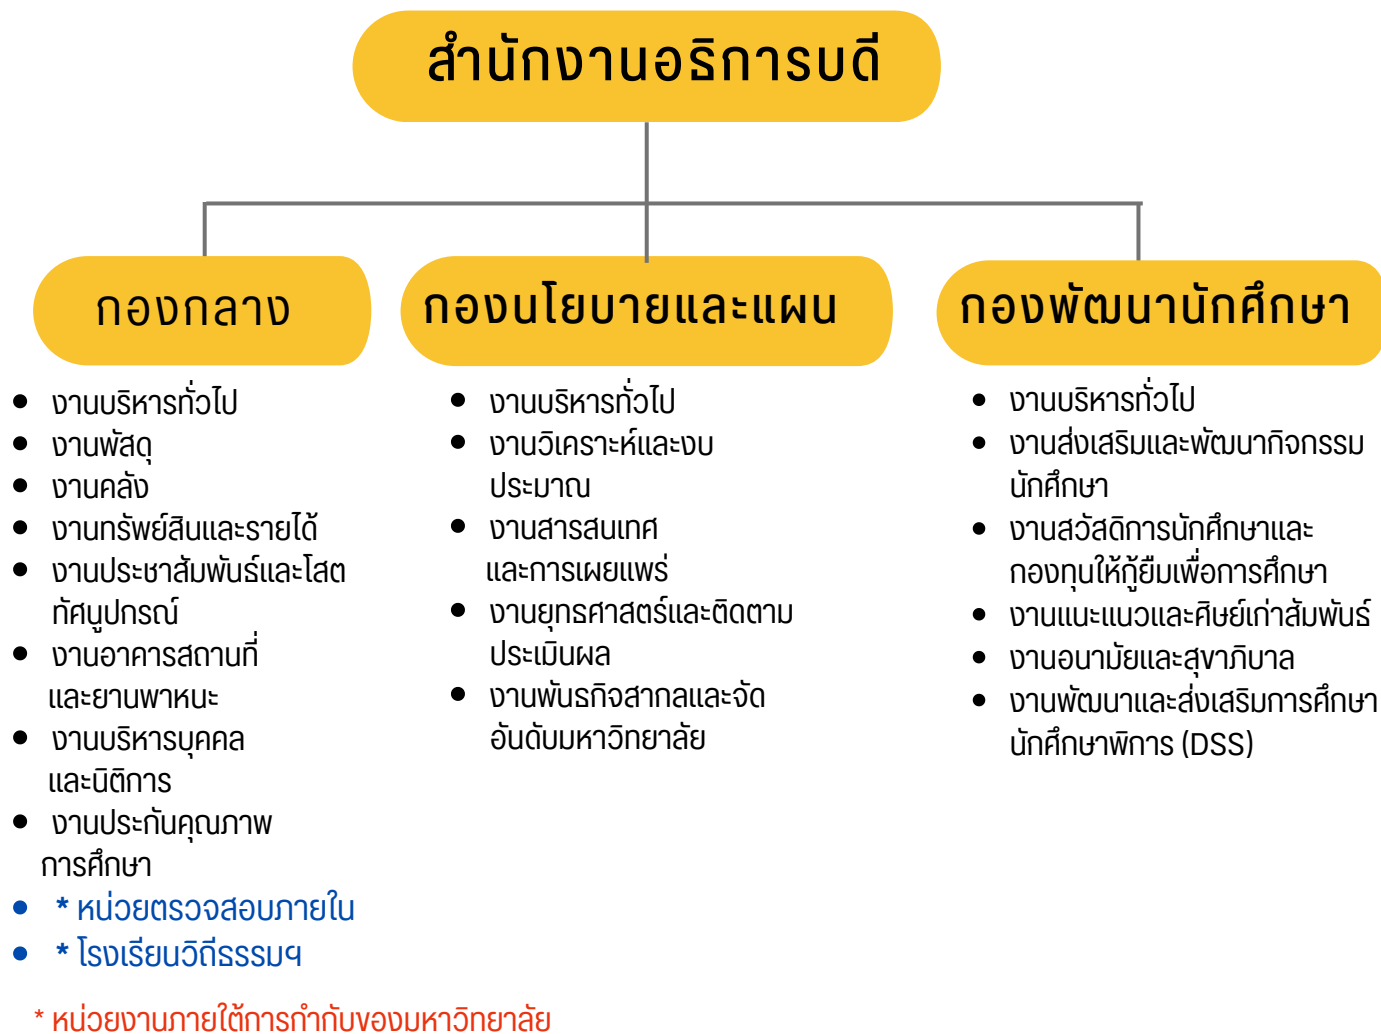 สำนักงานอธิการบดี
กองกลาง
• งานบริหารทั่วไป
• งานพัสดุ
• งานคลัง
• งานทรัพย์สินและรายได้
• งานประชาสัมพันธ์และโสต
ทัศนูปกรณ์
• งานอาคารสถานที่
และยานพาหนะ
• งานบริหารบุคคล
และนิติการ
• งานประกันคุณภาพ
การศึกษา
• * หน่วยตรวจสอบภายใน
• * โรงเรียนวิถีธรรมฯ
* หน่วยงานภายใต้การกำกับของมหาวิทยาลัย
กองนโยบายและแผน
• งานบริหารทั่วไป
• งานวิเคราะห์และงบ
ประมาณ
• งานสารสนเทศ
และการเผยแพร่
• งานยุทธศาสตร์และติดตาม
ประเมินผล
• งานพันธกิจสากลและจัด
อันดับมหาวิทยาลัย
กองพัฒนานักศึกษา
• งานบริหารทั่วไป
• งานส่งเสริมและพัฒนากิจกรรม
นักศึกษา
• งานสวัสดิการนักศึกษาและ
กองทุนให้กู้ยืมเพื่อการศึกษา
• งานแนะแนวและศิษย์เก่าสัมพันธ์
• งานอนามัยและสุขาภิบาล
• งานพัฒนาและส่งเสริมการศึกษา
นักศึกษาพิการ (DSS)